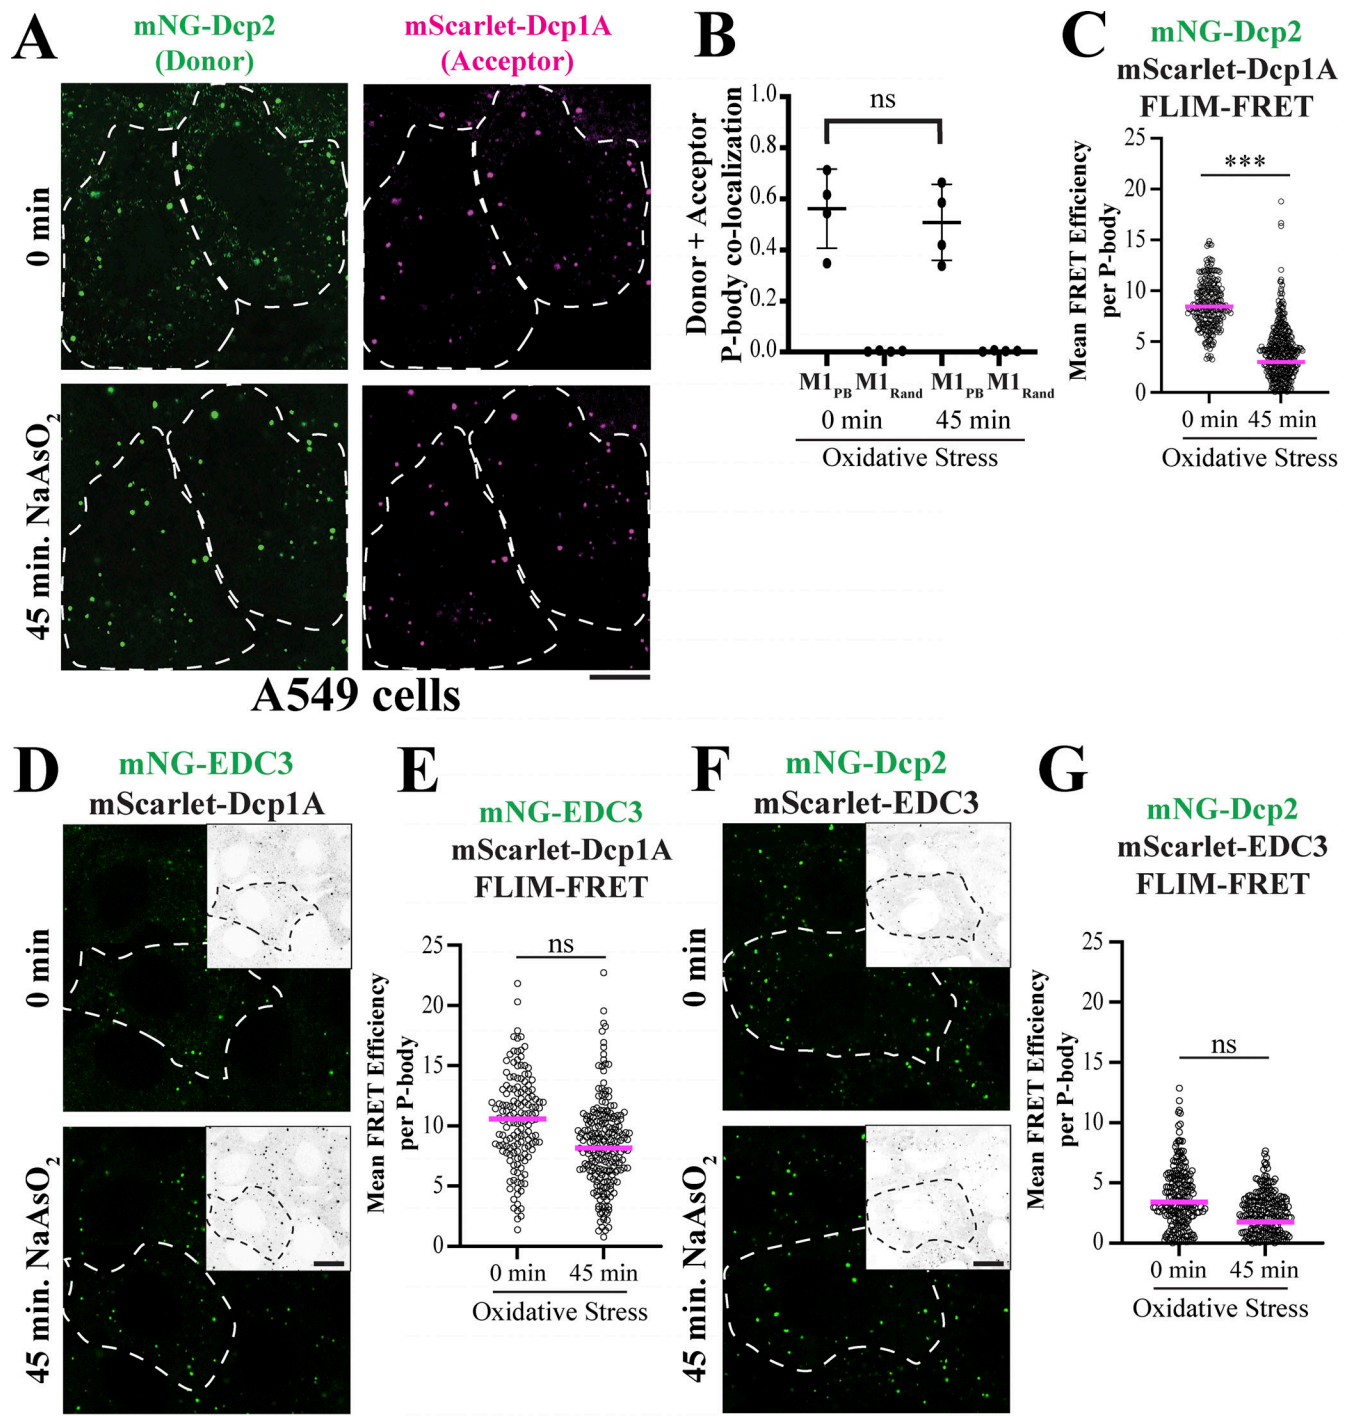 A
mNG-Dcp2
(Donor)
mScarlet-Dcp1A
(Acceptor)
0 min
45 min. NaAsO2
A549 cells
B
Donor + Acceptor
P-body co-localization
1.0
0.8
0.6
0.4
0.2
0.0
ns
M1PB M1Rand M1PB M1Rand
0 min 45 min
Oxidative Stress
C
mNG-Dcp2
mScarlet-Dcp1A
FLIM-FRET
Mean FRET Efficiency
per P-body
25
20
15
10
5
0
***
0 min 45 min
Oxidative Stress
D
mNG-EDC3
mScarlet-Dcp1A
0 min
45 min. NaAsO2
E
mNG-EDC3
mScarlet-Dcp1A
FLIM-FRET
Mean FRET Efficiency
per P-body
25
20
15
10
5
0
ns
0 min 45 min
Oxidative Stress
F
mNG-Dcp2
mScarlet-EDC3
0 min
45 min. NaAsO2
G
mNG-Dcp2
mScarlet-EDC3
FLIM-FRET
Mean FRET Efficiency
per P-body
25
20
15
10
5
0
ns
0 min 45 min
Oxidative Stress